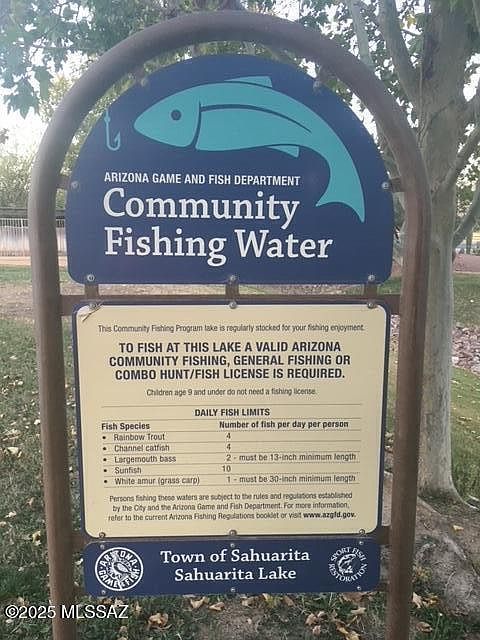 ARIZONA GAME AND FISH DEPARTMENT
Community
Fishing Water
This Community Fishing Program lake is regularly stocked for your fishing enjoyment.
TO FISH AT THIS LAKE A VALID ARIZONA
COMMUNITY FISHING, GENERAL FISHING OR
COMBO HUNT/FISH LICENSE IS REQUIRED.
Children age 9 and under do not need a fishing license.
DAILY FISH LIMITS
Fish Species Number of fish per day per person
• Rainbow Trout 4
• Channel catfish 4
• Largemouth bass 2 - must be 13-inch minimum length
• Sunfish 10
• White amur (grass carp) 1 - must be 30-inch minimum length
Persons fishing these waters are subject to the rules and regulations established
by the City and the Arizona Game and Fish Department. For more information,
refer to the current Arizona Fishing Regulations booklet or visit www.azgfd.gov.
ARIZONA
GAME & FISH
Town of Sahuarita
Sahuarita Lake
SPORT FISH
RESTORATION
©2025 MLSSAZ